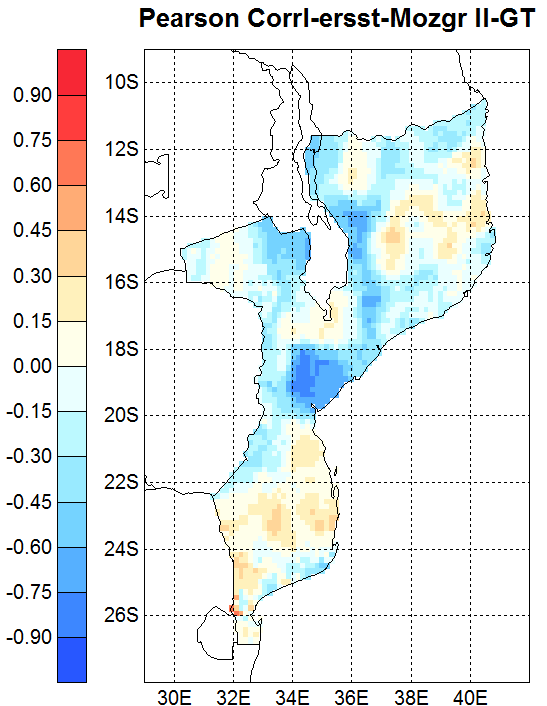 Pearson Corrl-ersst-Mozgr II-GT
0.90
0.75
0.60
0.45
0.30
0.15
0.00
-0.15
-0.30
-0.45
-0.60
-0.75
-0.90
10S
12S
14S
16S
18S
20S
22S
24S
26S
30E 32E 34E 36E 38E 40E